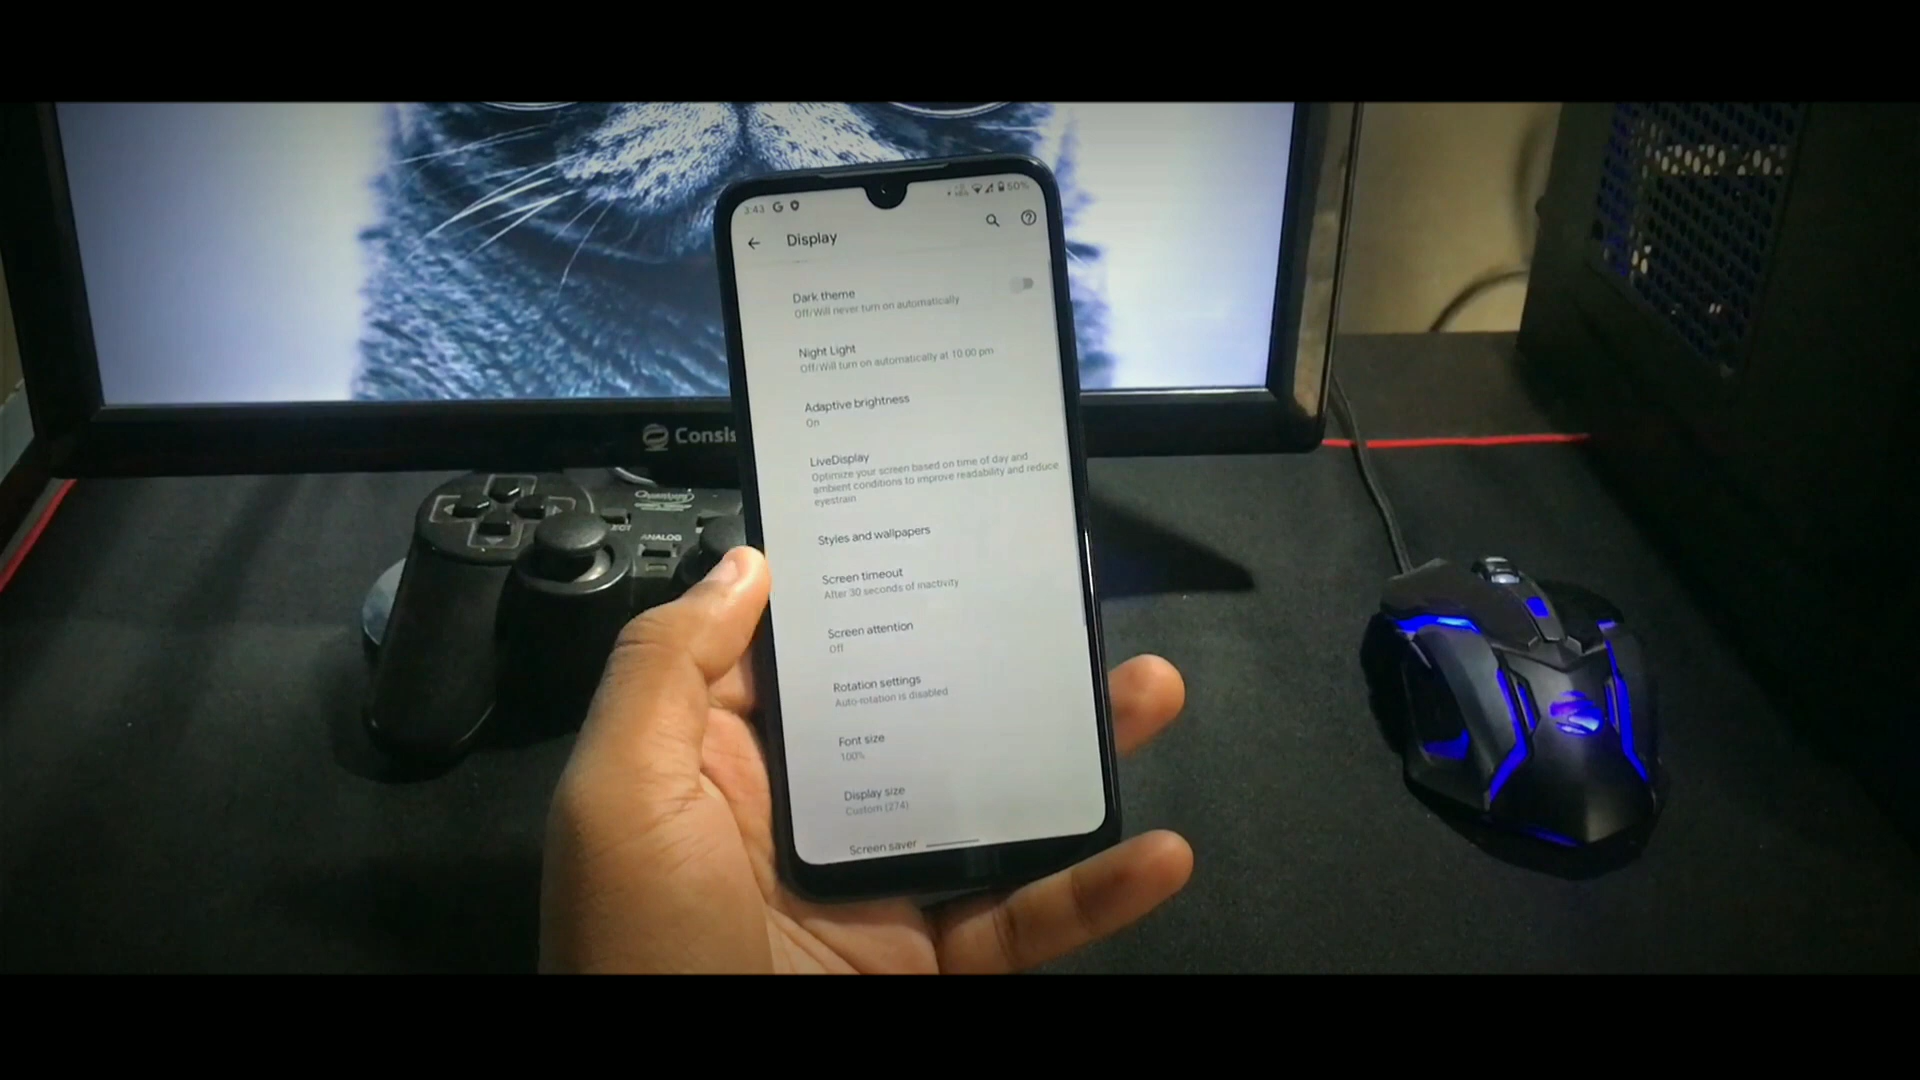 3:43
50%
Display
Dark theme
Off/Will never turn on automatically
Night Light
Off/Will turn on automatically at 10:00 pm
Adaptive brightness
On
LiveDisplay
Optimize your screen based on time of day and
ambient conditions to improve readability and reduce
eyestrain
Styles and wallpapers
Screen timeout
After 30 seconds of inactivity
Screen attention
Off
Rotation settings
Auto-rotation is disabled
Font size
100%
Display size
Custom (274)
Screen saver
Consis
Quantum
ANALOG